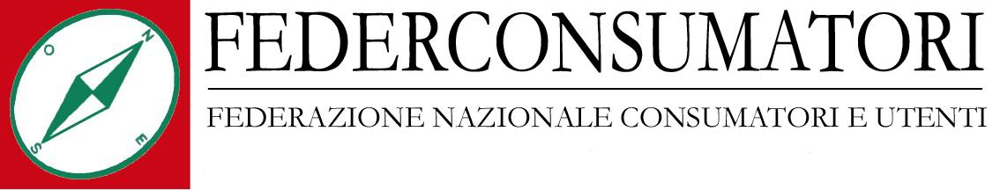 FEDERCONSUMATORI
FEDERAZIONE NAZIONALE CONSUMATORI E UTENTI
N
O
E
S